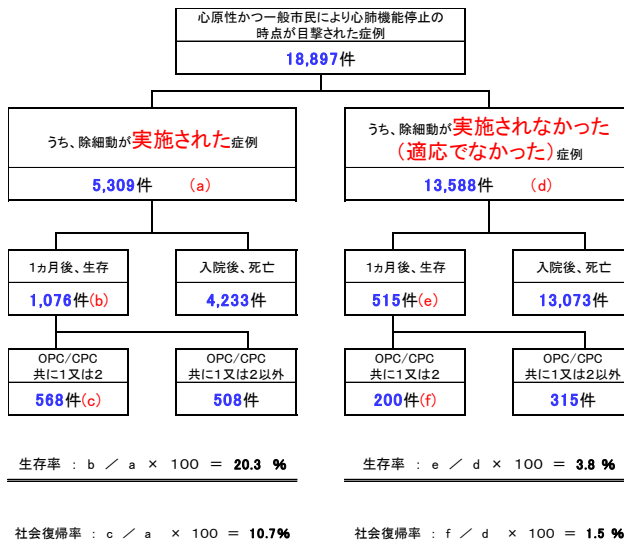 心原性かつ一般市民により心肺機能停止の
時点が目撃された症例
18,897件
うち、除細動が実施された症例
5,309件 (a)
うち、除細動が実施されなかった
(適応でなかった)症例
13,588件 (d)
1ヵ月後、生存
1,076件(b)
入院後、死亡
4,233件
1ヵ月後、生存
515件(e)
入院後、死亡
13,073件
OPC/CPC
共に1又は2
568件(c)
OPC/CPC
共に1又は2以外
508件
OPC/CPC
共に1又は2
200件(f)
OPC/CPC
共に1又は2以外
315件
生存率 : b / a × 100 = 20.3 %
生存率 : e / d × 100 = 3.8 %
社会復帰率 : c / a × 100 = 10.7%
社会復帰率 : f / d × 100 = 1.5 %